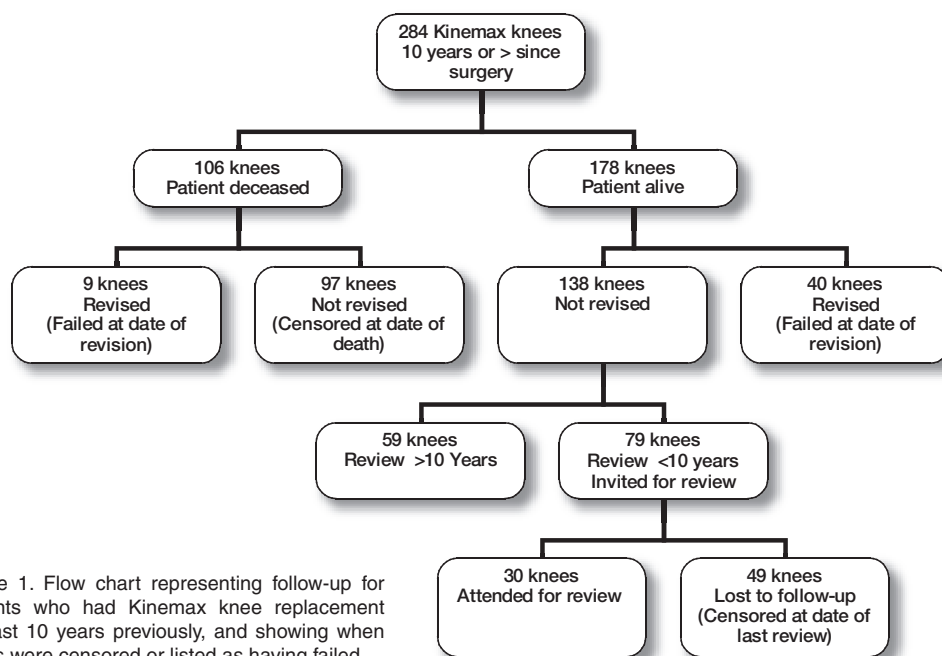 284 Kinemax knees
10 years or > since
surgery
106 knees
Patient deceased
178 knees
Patient alive
9 knees
Revised
(Failed at date of
revision)
97 knees
Not revised
(Censored at date of
death)
138 knees
Not revised
40 knees
Revised
(Failed at date of
revision)
59 knees
Review >10 Years
79 knees
Review <10 years
Invited for review
30 knees
Attended for review
49 knees
Lost to follow-up
(Censored at date of
last review)
e 1. Flow chart representing follow-up for
nts who had Kinemax knee replacement
ast 10 years previously, and showing when
were censored or listed as having failed